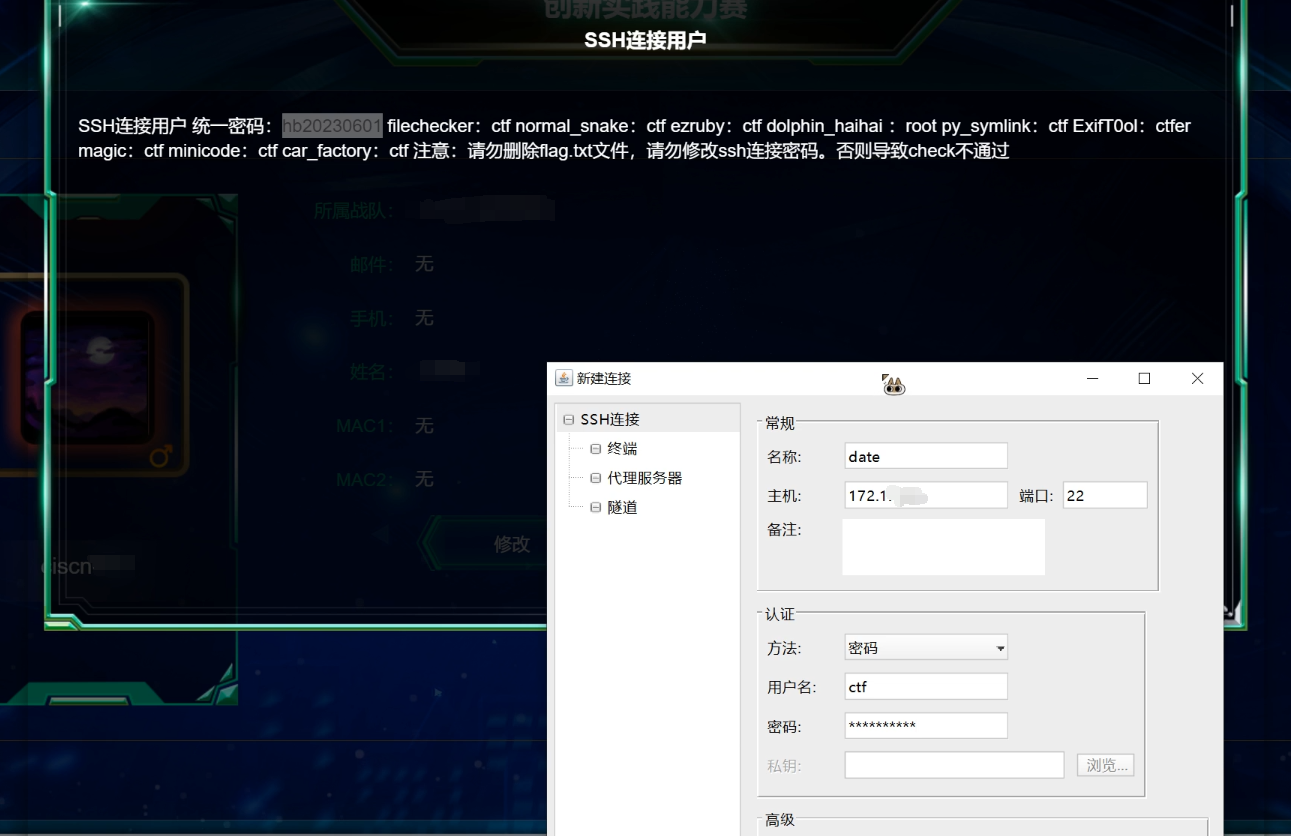 创新实践能力赛
SSH连接用户
SSH连接用户 统一密码：hb20230601 filechecker：ctf normal_snake：ctf ezruby：ctf dolphin_haihai ：root py_symlink：ctf ExifT0ol：ctfer
magic：ctf minicode：ctf car_factory：ctf 注意：请勿删除flag.txt文件，请勿修改ssh连接密码。否则导致check不通过
所属战队：
邮件： 无
手机： 无
姓名：
MAC1： 无
MAC2： 无
修改
ciscn
新建连接
SSH连接
终端
代理服务器
隧道
常规
名称: date
主机: 172.1. 端口: 22
备注:
认证
方法: 密码
用户名: ctf
密码: **********
私钥: 浏览...
高级